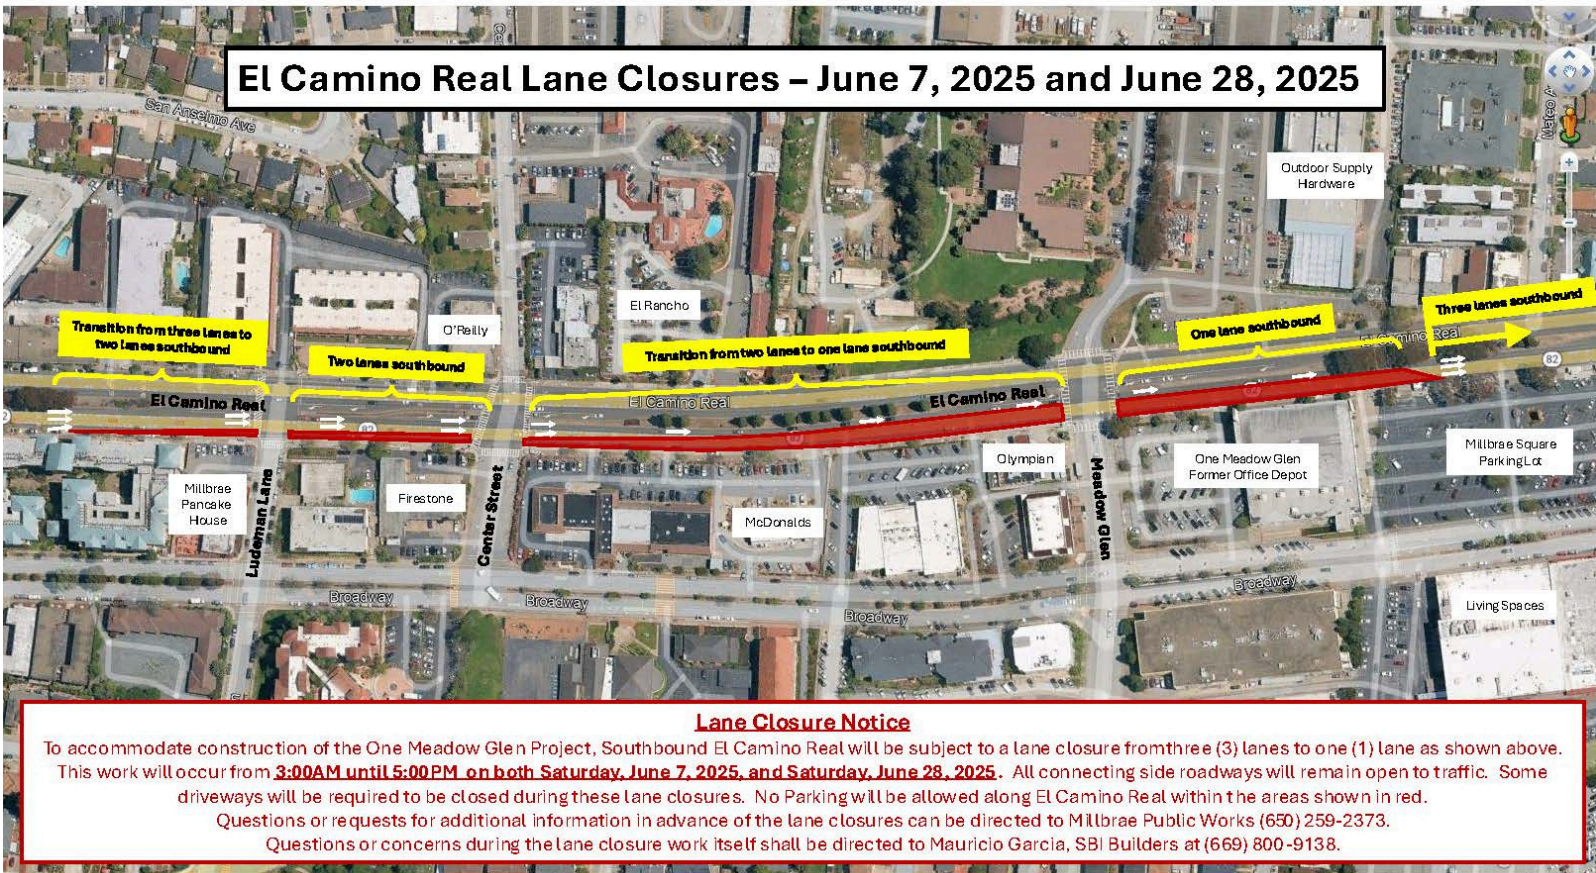 El Camino Real Lane Closures – June 7, 2025 and June 28, 2025
San Anselmo Ave
Outdoor Supply
Hardware
El Rancho
O'Reilly
Transition from three lanes to
two lanes southbound
Two lanes southbound
Transition from two lanes to one lane southbound
One lane southbound
Three lanes southbound
El Camino Real
El Camino Real
El Camino Real
El Camino Real
82
82
Millbrae
Pancake
House
Ludeman Lane
Firestone
Center Street
McDonalds
Olympian
Meadow Glen
One Meadow Glen
Former Office Depot
Millbrae Square
Parking Lot
Broadway
Broadway
Broadway
Broadway
Living Spaces
Lane Closure Notice
To accommodate construction of the One Meadow Glen Project, Southbound El Camino Real will be subject to a lane closure from three (3) lanes to one (1) lane as shown above.
This work will occur from 3:00AM until 5:00PM on both Saturday, June 7, 2025, and Saturday, June 28, 2025. All connecting side roadways will remain open to traffic. Some
driveways will be required to be closed during these lane closures. No Parking will be allowed along El Camino Real within the areas shown in red.
Questions or requests for additional information in advance of the lane closures can be directed to Millbrae Public Works (650) 259-2373.
Questions or concerns during the lane closure work itself shall be directed to Mauricio Garcia, SBI Builders at (669) 800-9138.